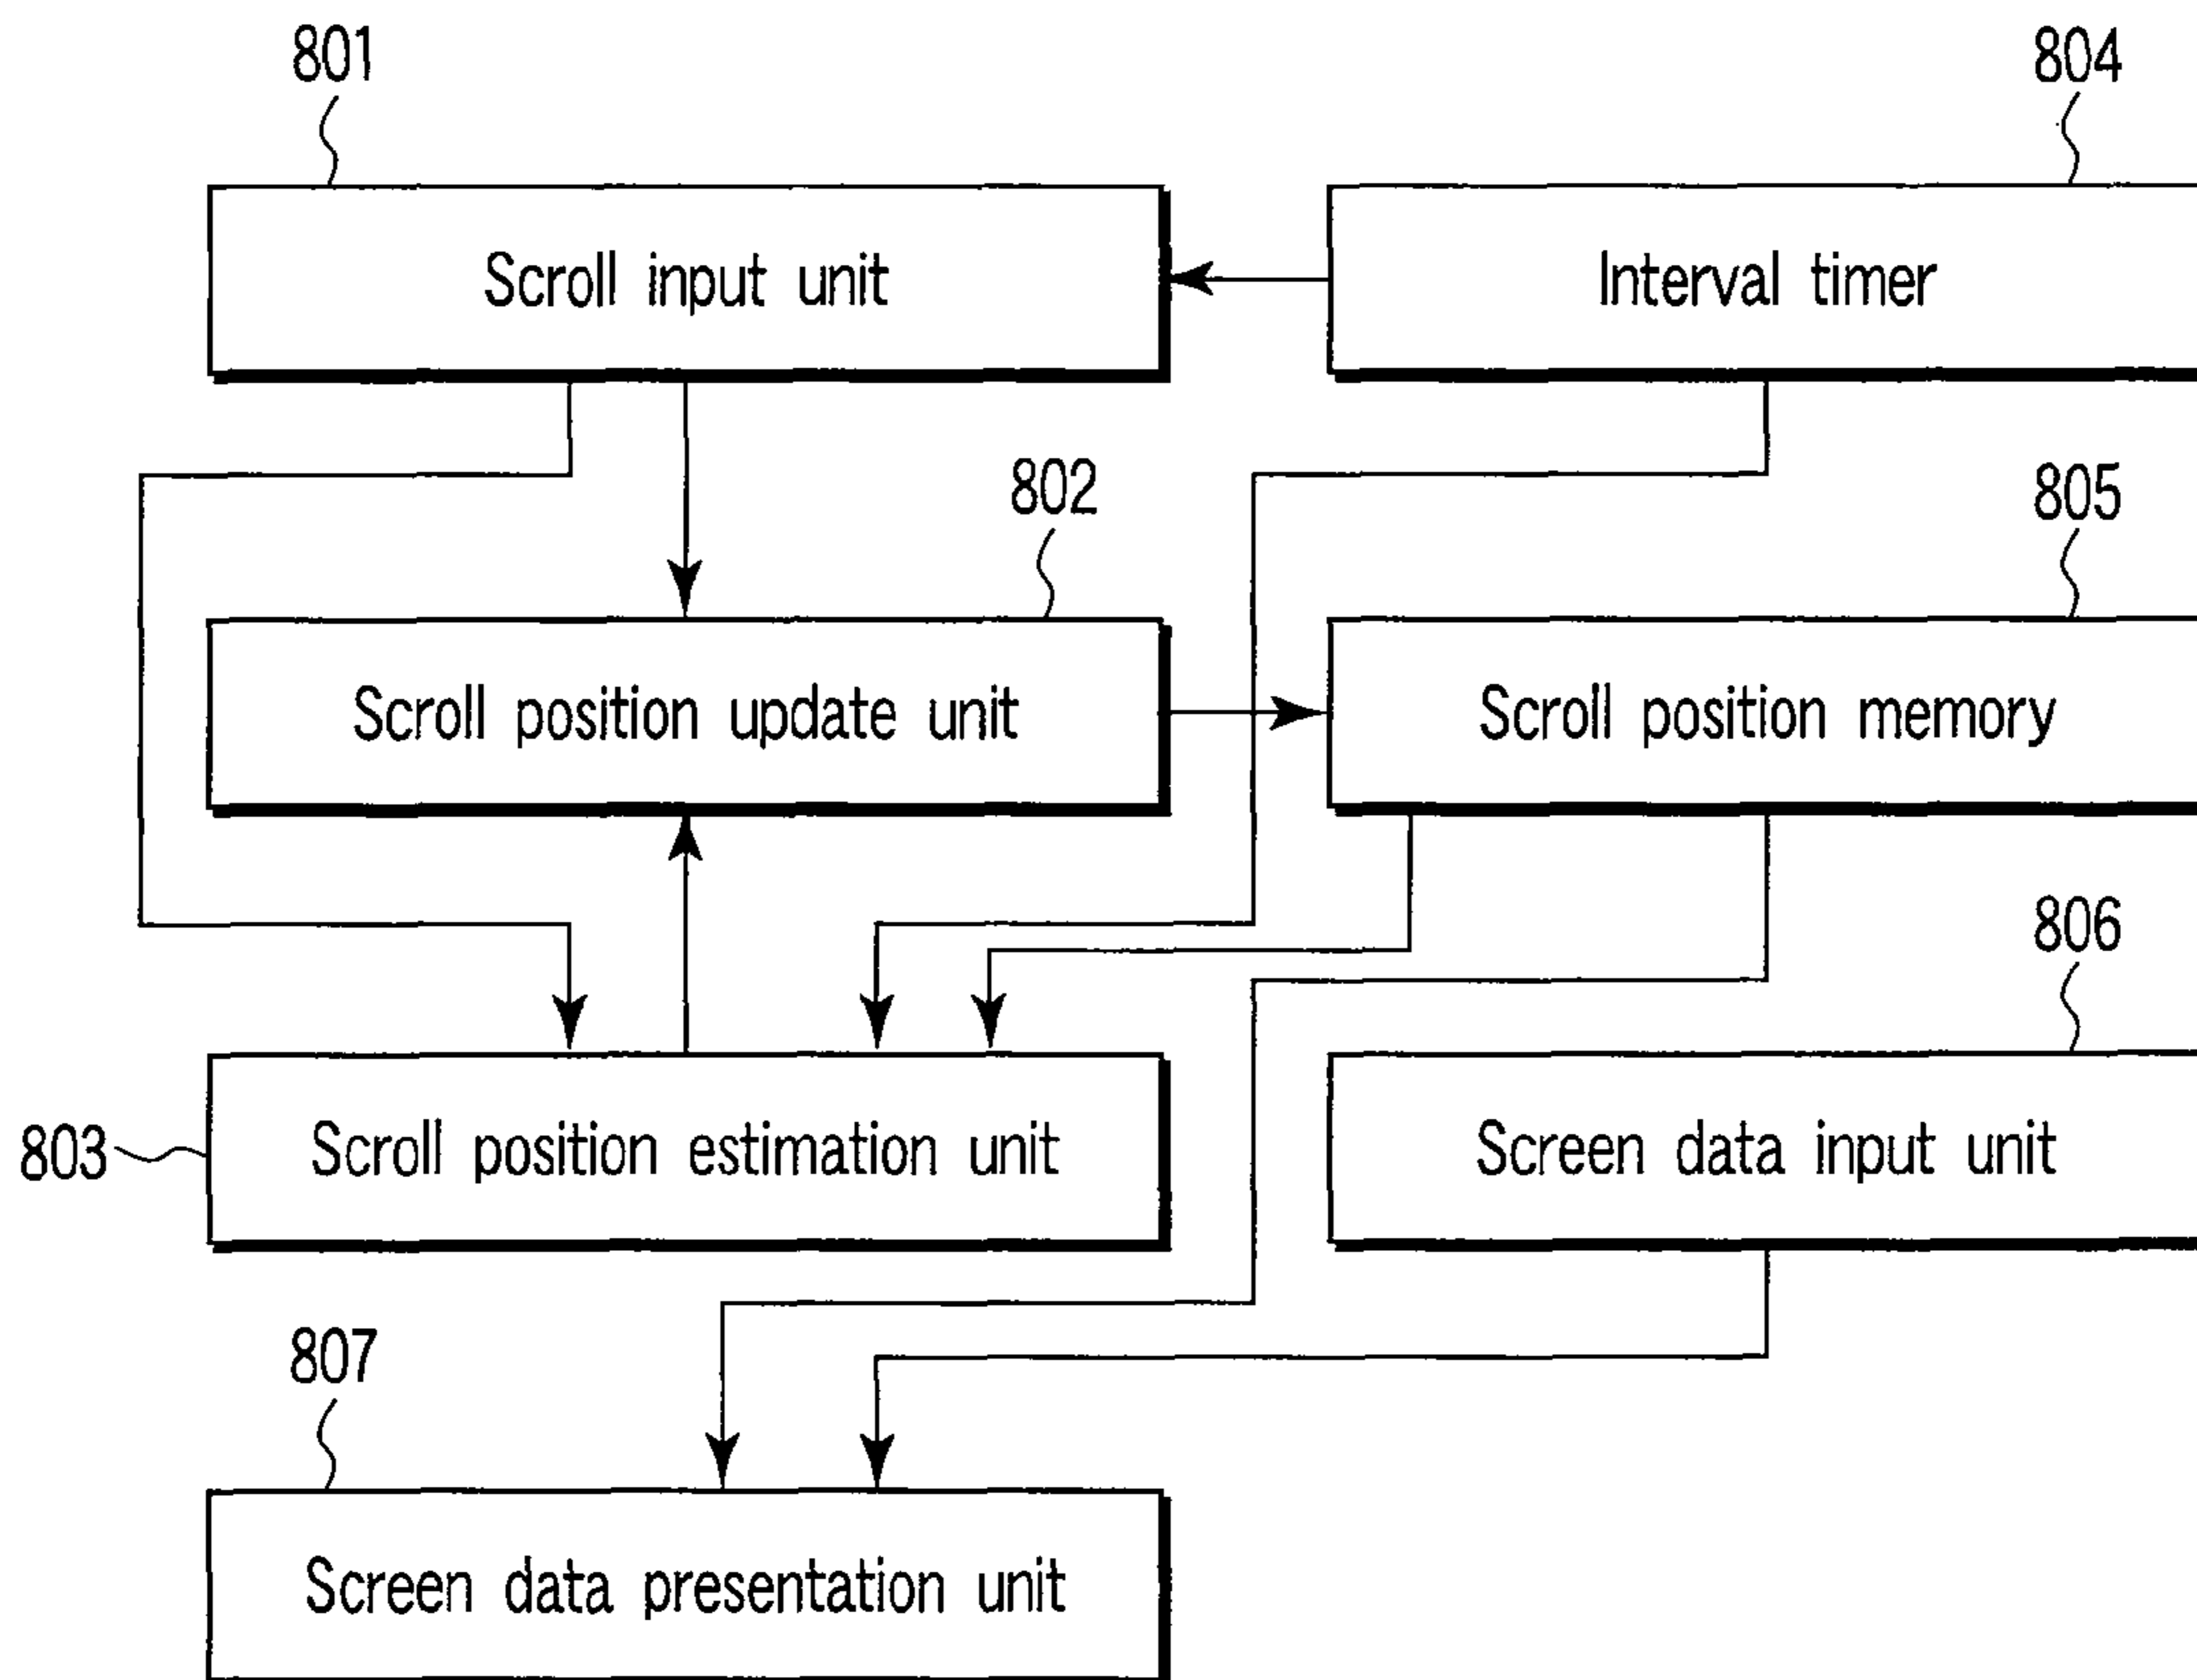 801
804
Scroll input unit
Interval timer
802
805
Scroll position update unit
Scroll position memory
806
803
Scroll position estimation unit
Screen data input unit
807
Screen data presentation unit